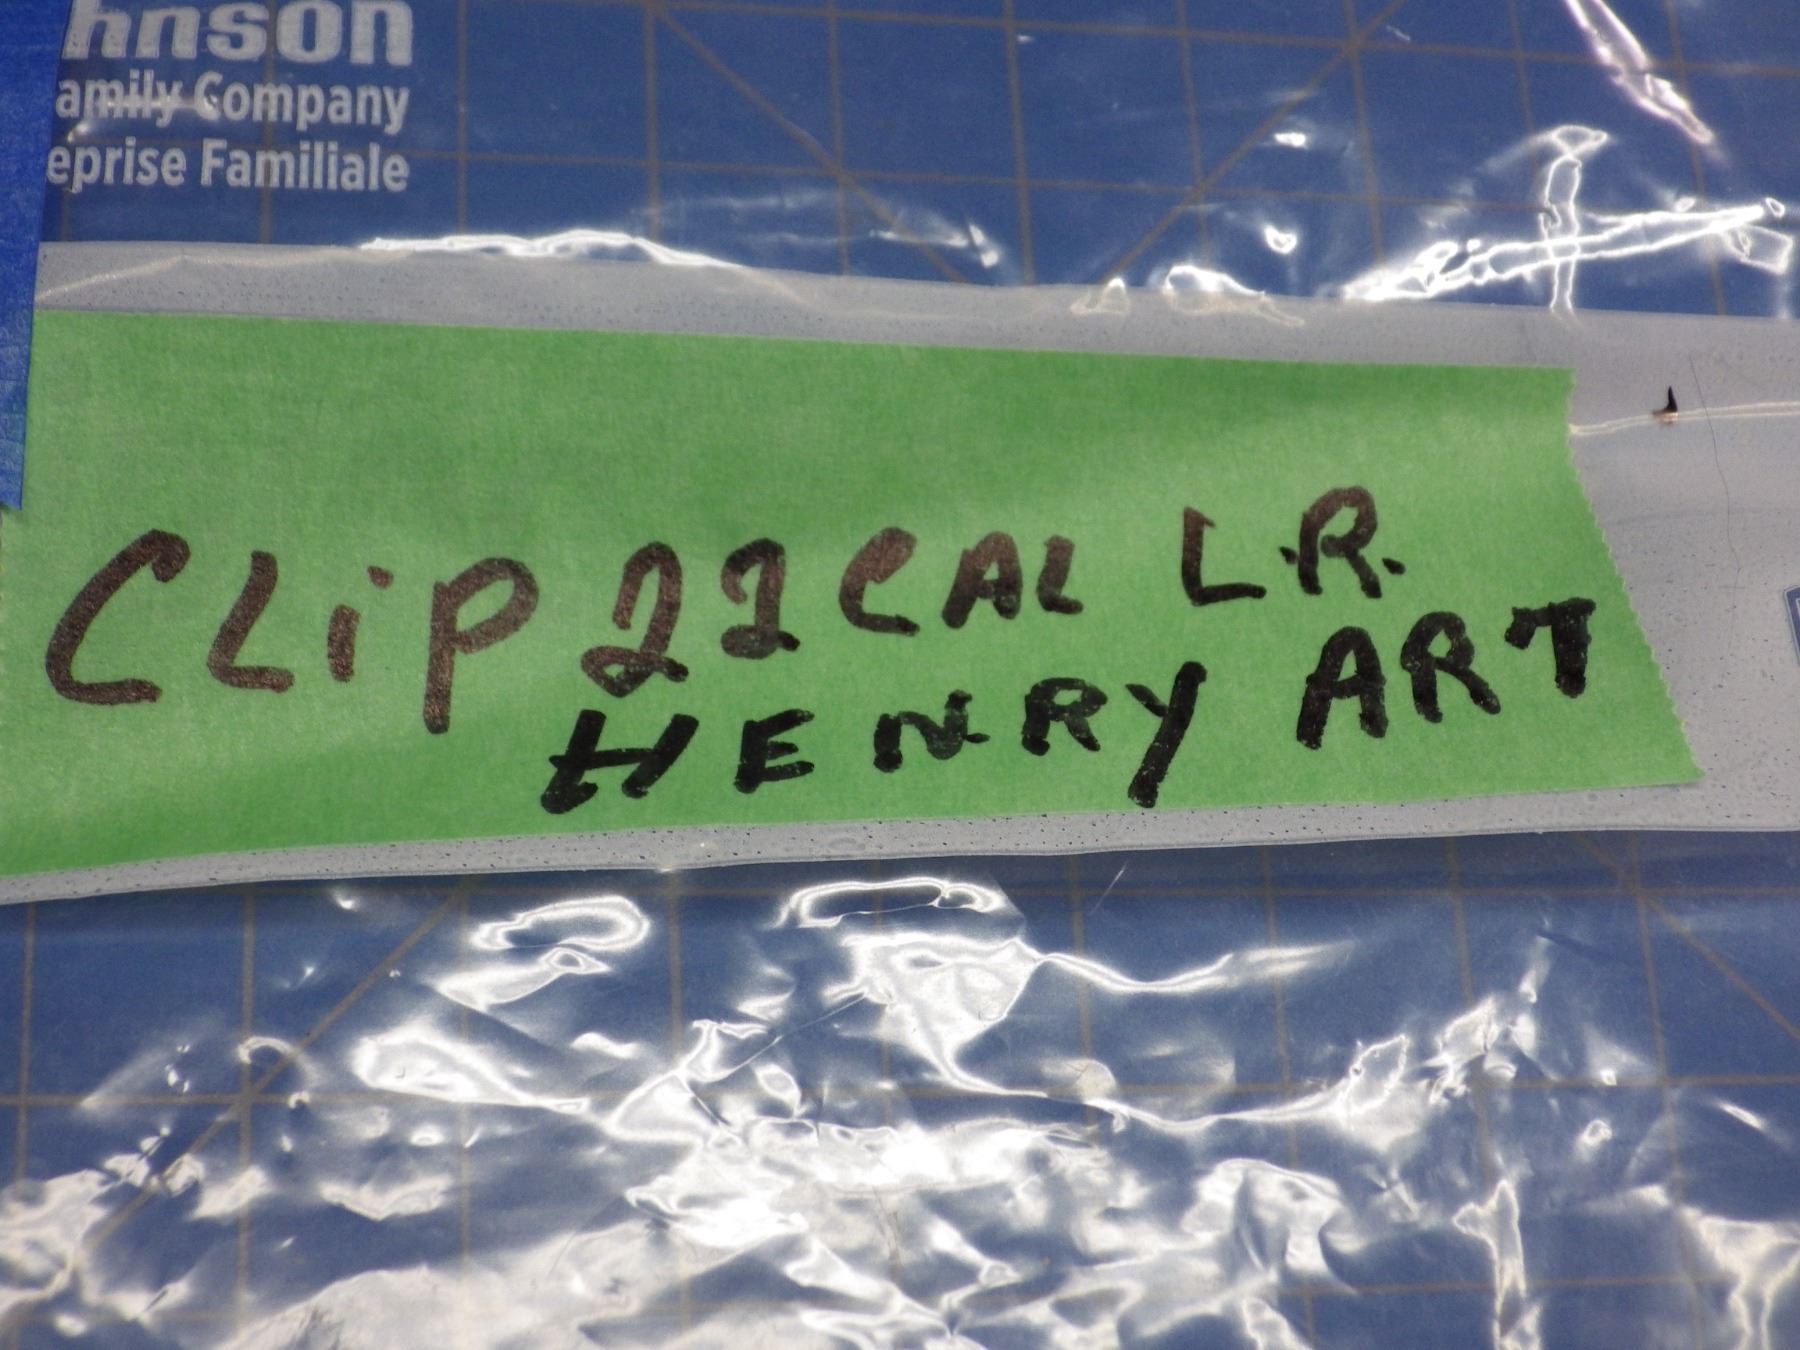 hnson
amily Company
eprise Familiale
CLiP 22 CAL L.R.
HENRY ART